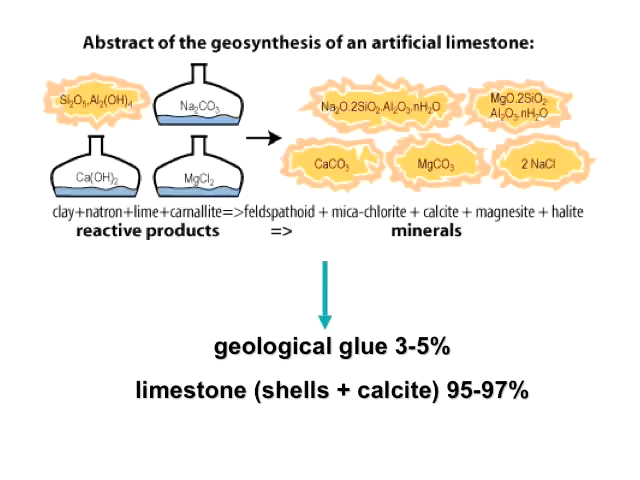 Abstract of the geosynthesis of an artificial limestone:
Si₂O₅,Al₂(OH)₄
Na₂CO₃
Ca(OH)₂
MgCl₂
Na₂O.2SiO₂.Al₂O₃.nH₂O
MgO.2SiO₂.
Al₂O₃.nH₂O
CaCO₃
MgCO₃
2 NaCl
clay+natron+lime+carnallite=>feldspathoid + mica-chlorite + calcite + magnesite + halite
reactive products => minerals
geological glue 3-5%
limestone (shells + calcite) 95-97%